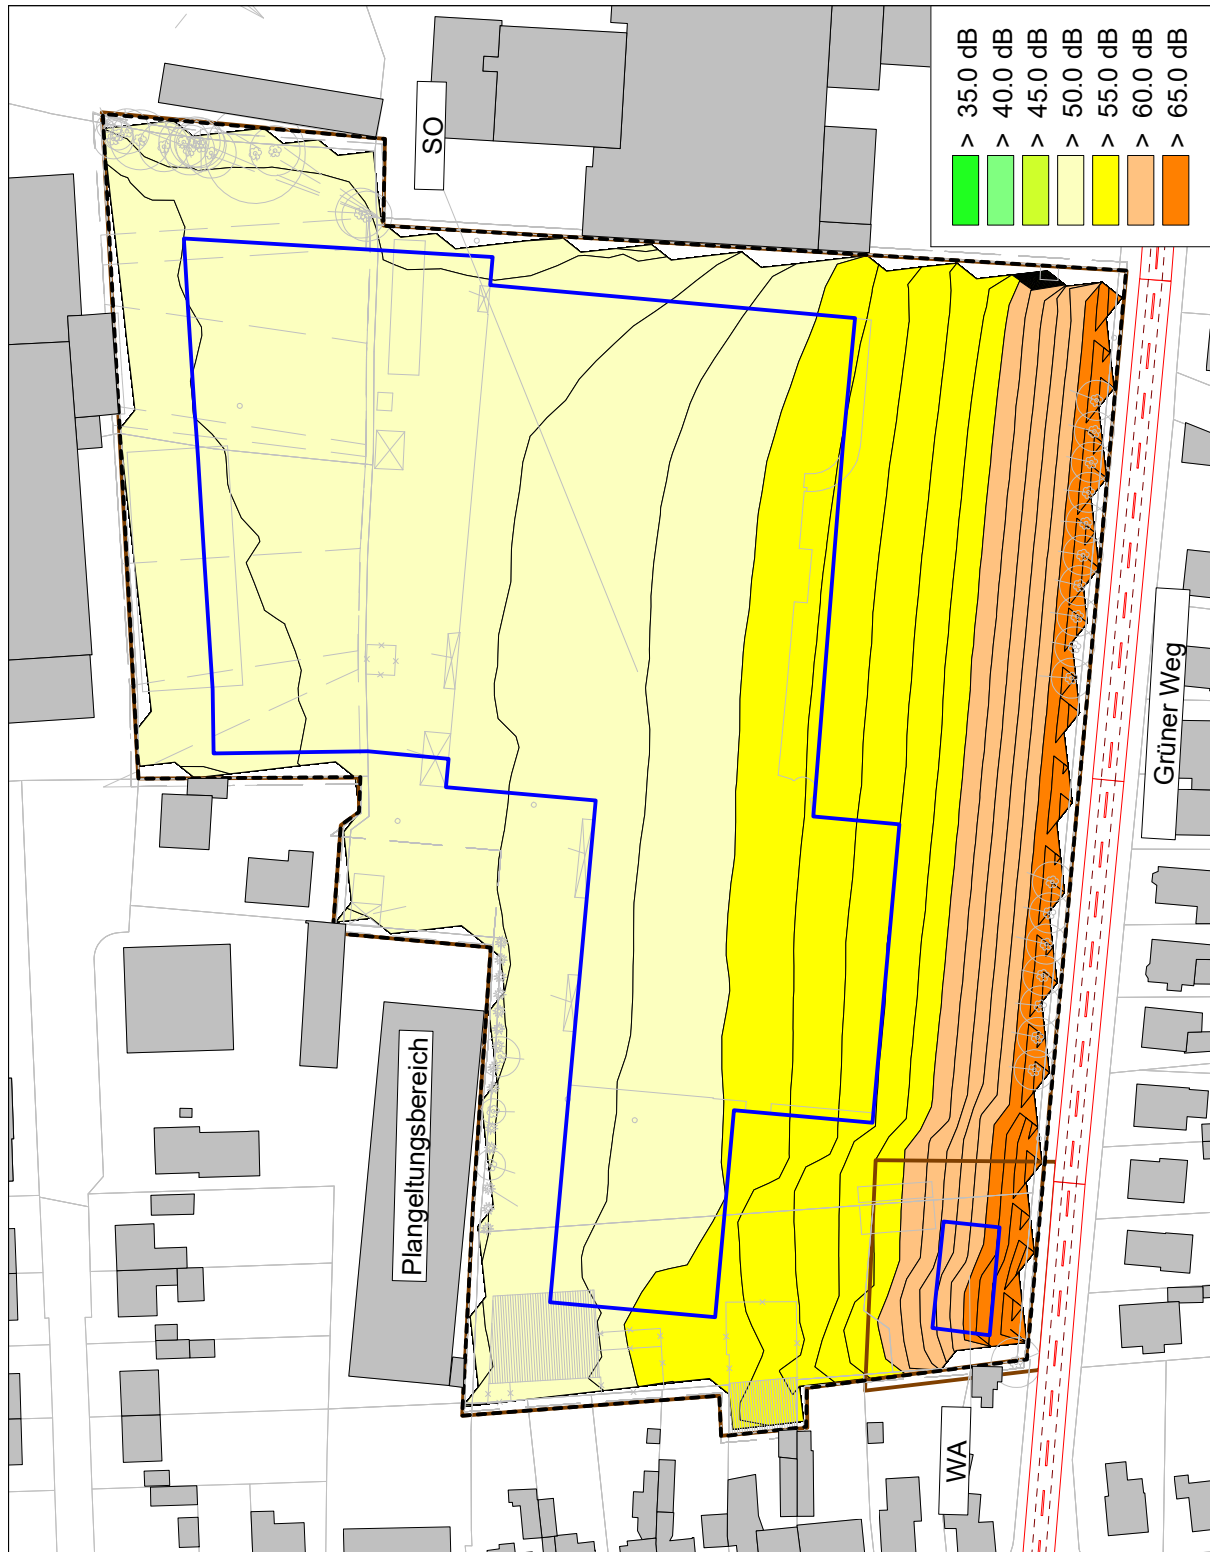 SO
> 35.0 dB
> 40.0 dB
> 45.0 dB
> 50.0 dB
> 55.0 dB
> 60.0 dB
> 65.0 dB
Grüner Weg
Plangeltungsbereich
WA